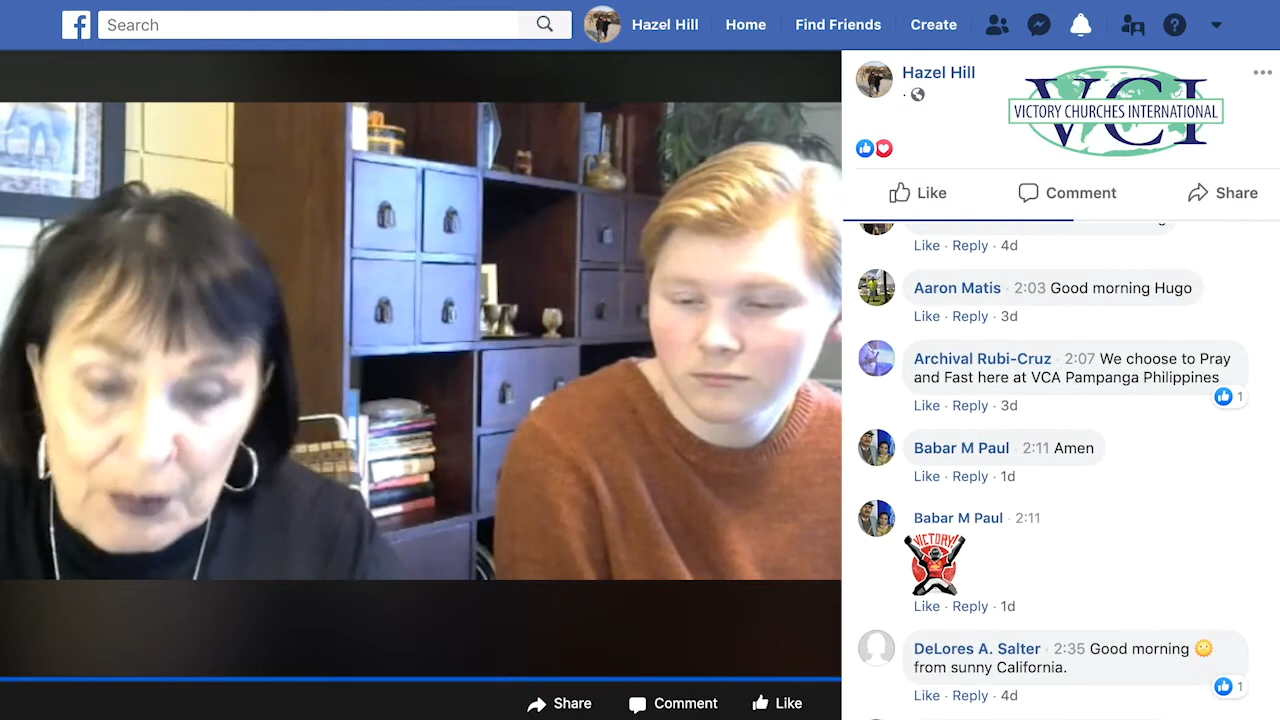 Search
Hazel Hill
Home
Find Friends
Create
Hazel Hill
VCI
VICTORY CHURCHES INTERNATIONAL
Like
Comment
Share
Like · Reply · 4d
Aaron Matis · 2:03 Good morning Hugo
Like · Reply · 3d
Archival Rubi-Cruz · 2:07 We choose to Pray
and Fast here at VCA Pampanga Philippines
1
Like · Reply · 3d
Babar M Paul · 2:11 Amen
Like · Reply · 1d
Babar M Paul · 2:11
VICTORY!
Like · Reply · 1d
DeLores A. Salter · 2:35 Good morning 🌞
from sunny California.
1
Like · Reply · 4d
Share
Comment
Like